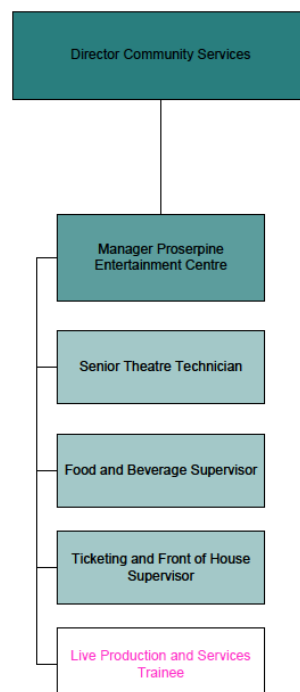 Director Community Services
Manager Proserpine
Entertainment Centre
Senior Theatre Technician
Food and Beverage Supervisor
Ticketing and Front of House
Supervisor
Live Production and Services
Trainee